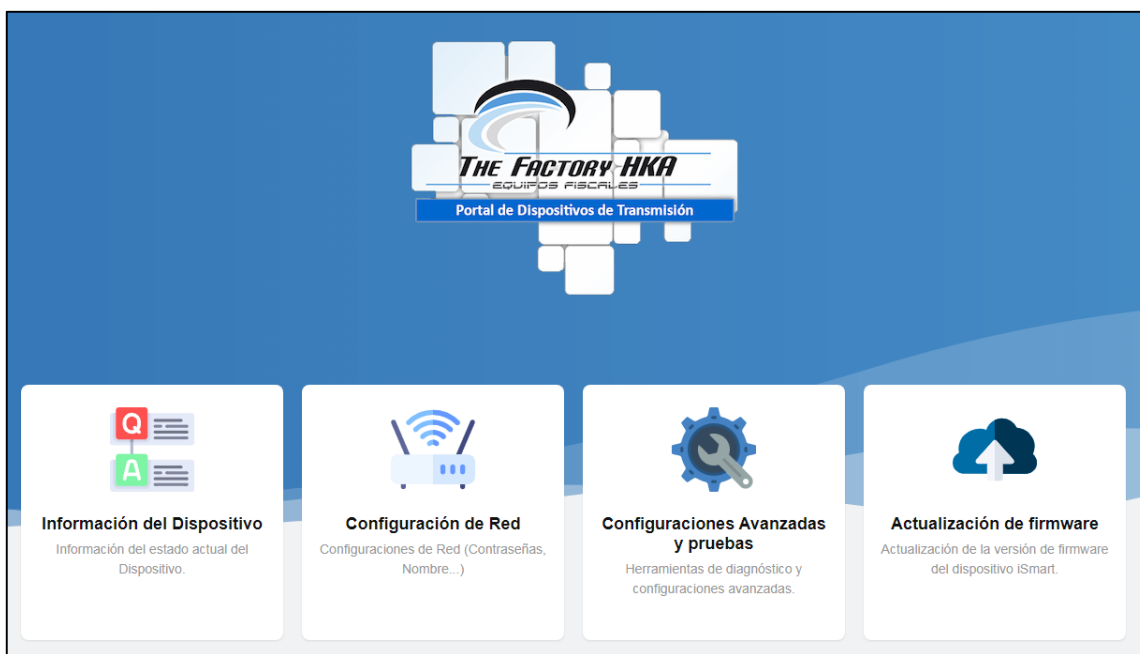 THE FACTORY HKA
EQUIPOS FISCALES
Portal de Dispositivos de Transmisión
Q
A
Información del Dispositivo
Información del estado actual del
Dispositivo.
Configuración de Red
Configuraciones de Red (Contraseñas,
Nombre...)
Configuraciones Avanzadas
y pruebas
Herramientas de diagnóstico y
configuraciones avanzadas.
Actualización de firmware
Actualización de la versión de firmware
del dispositivo iSmart.